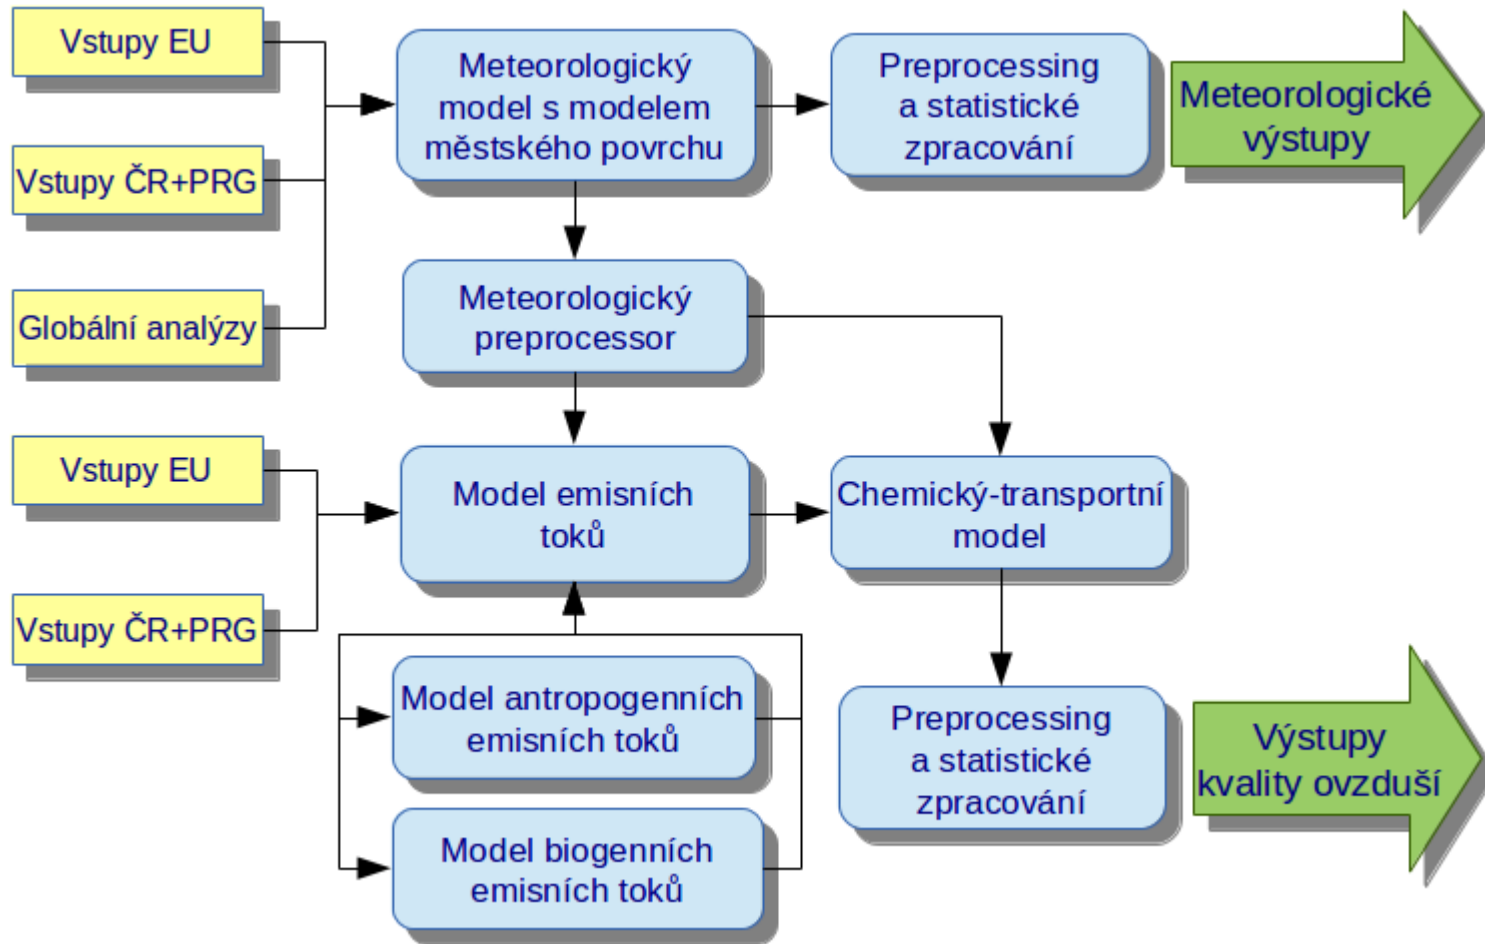 Vstupy EU
Meteorologický
model s modelem
městského povrchu
Preprocessing
a statistické
zpracování
Meteorologické
výstupy
Vstupy ČR+PRG
Globální analýzy
Meteorologický
preprocessor
Vstupy EU
Model emisních
toků
Chemický-transportní
model
Vstupy ČR+PRG
Model antropogenních
emisních toků
Preprocessing
a statistické
zpracování
Výstupy
kvality ovzduší
Model biogenních
emisních toků